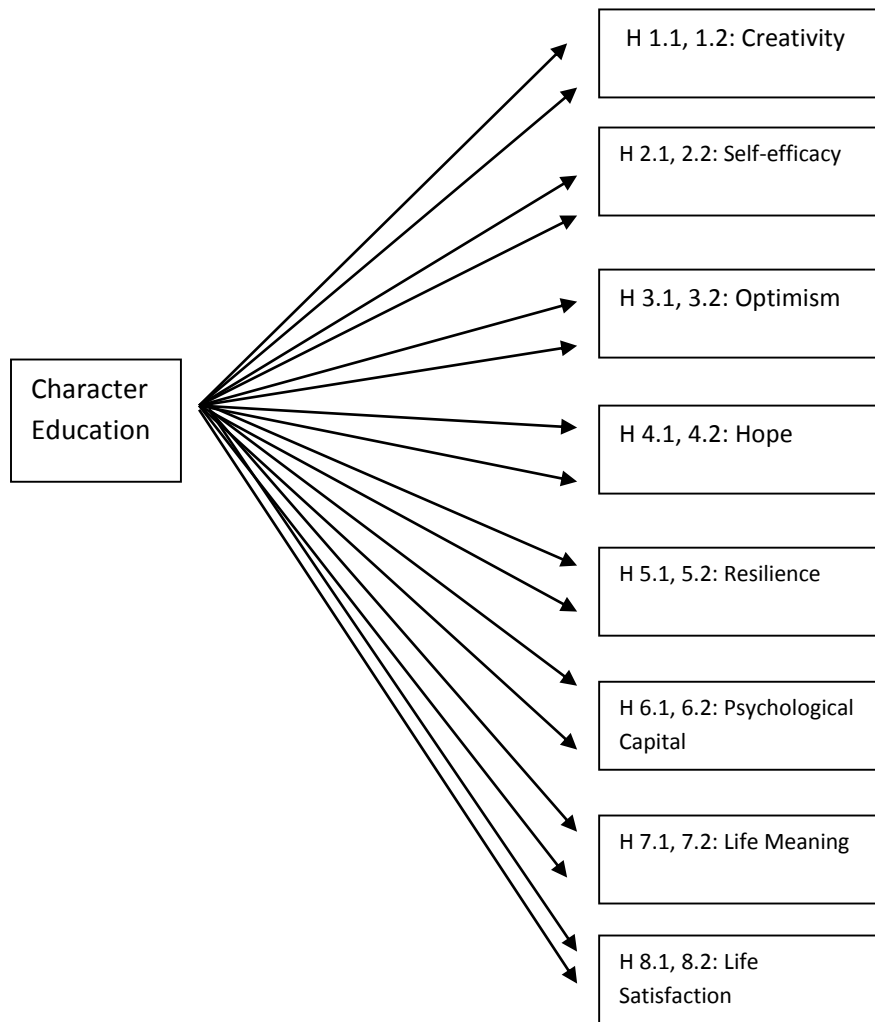 H 1.1, 1.2: Creativity
H 2.1, 2.2: Self-efficacy
H 3.1, 3.2: Optimism
Character
Education
H 4.1, 4.2: Hope
H 5.1, 5.2: Resilience
H 6.1, 6.2: Psychological
Capital
H 7.1, 7.2: Life Meaning
H 8.1, 8.2: Life
Satisfaction